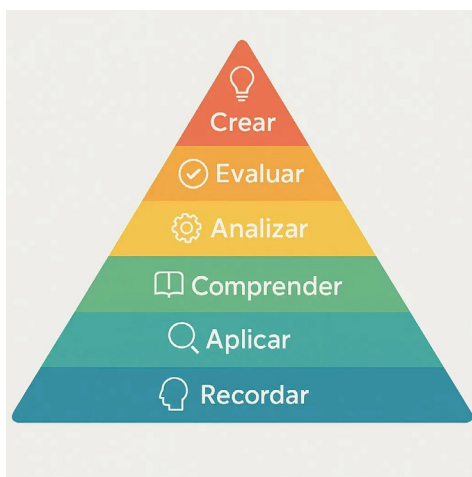 Crear
Evaluar
Analizar
Comprender
Aplicar
Recordar